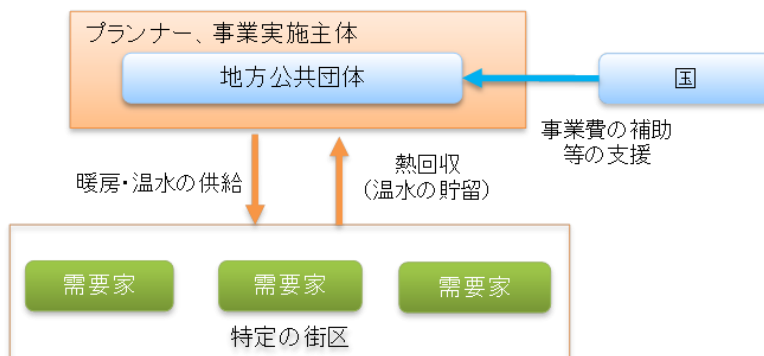 プランナー、事業実施主体
地方公共団体
国
事業費の補助
等の支援
暖房・温水の供給
熱回収
(温水の貯留)
需要家
需要家
需要家
特定の街区